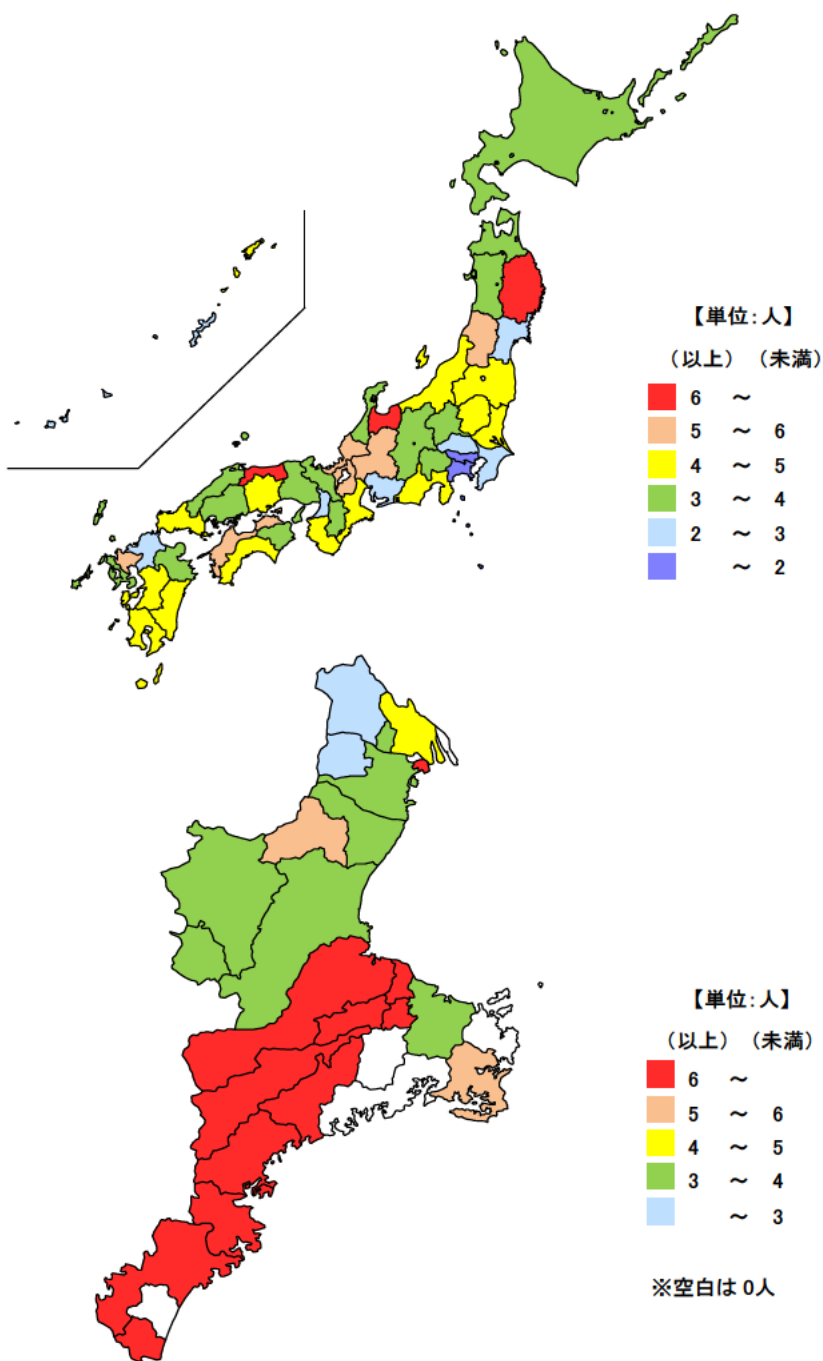 【単位:人】
(以上) (未満)
6 ～
5 ～ 6
4 ～ 5
3 ～ 4
2 ～ 3
～ 2
【単位:人】
(以上) (未満)
6 ～
5 ～ 6
4 ～ 5
3 ～ 4
～ 3
※空白は 0人